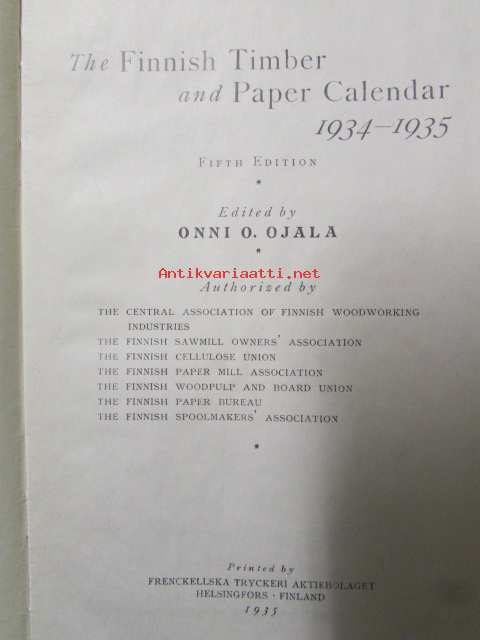 The Finnish Timber
and Paper Calendar
1934—1935
FIFTH EDITION
*
Edited by
ONNI O. OJALA
*
Antikvariaatti.net
Authorized by
THE CENTRAL ASSOCIATION OF FINNISH WOODWORKING
INDUSTRIES
THE FINNISH SAWMILL OWNERS' ASSOCIATION
THE FINNISH CELLULOSE UNION
THE FINNISH PAPER MILL ASSOCIATION
THE FINNISH WOODPULP AND BOARD UNION
THE FINNISH PAPER BUREAU
THE FINNISH SPOOLMAKERS' ASSOCIATION
*
Printed by
FRENCKELLSKA TRYCKERI AKTIEBOLAGET
HELSINGFORS · FINLAND
1935